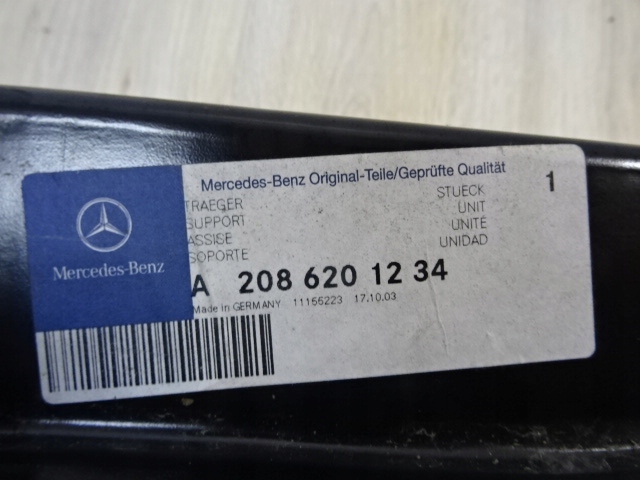 Mercedes-Benz Original-Teile/Geprüfte Qualität
TRAEGER STUECK 1
SUPPORT UNIT
ASSISE UNITÉ
SOPORTE UNIDAD
Mercedes-Benz
A 208 620 12 34
Made in GERMANY 11156223 17.10.03